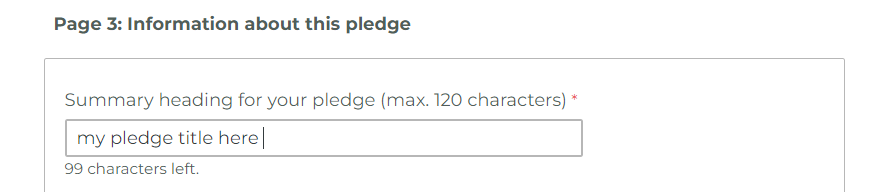 Page 3: Information about this pledge
Summary heading for your pledge (max. 120 characters) *
my pledge title here
99 characters left.